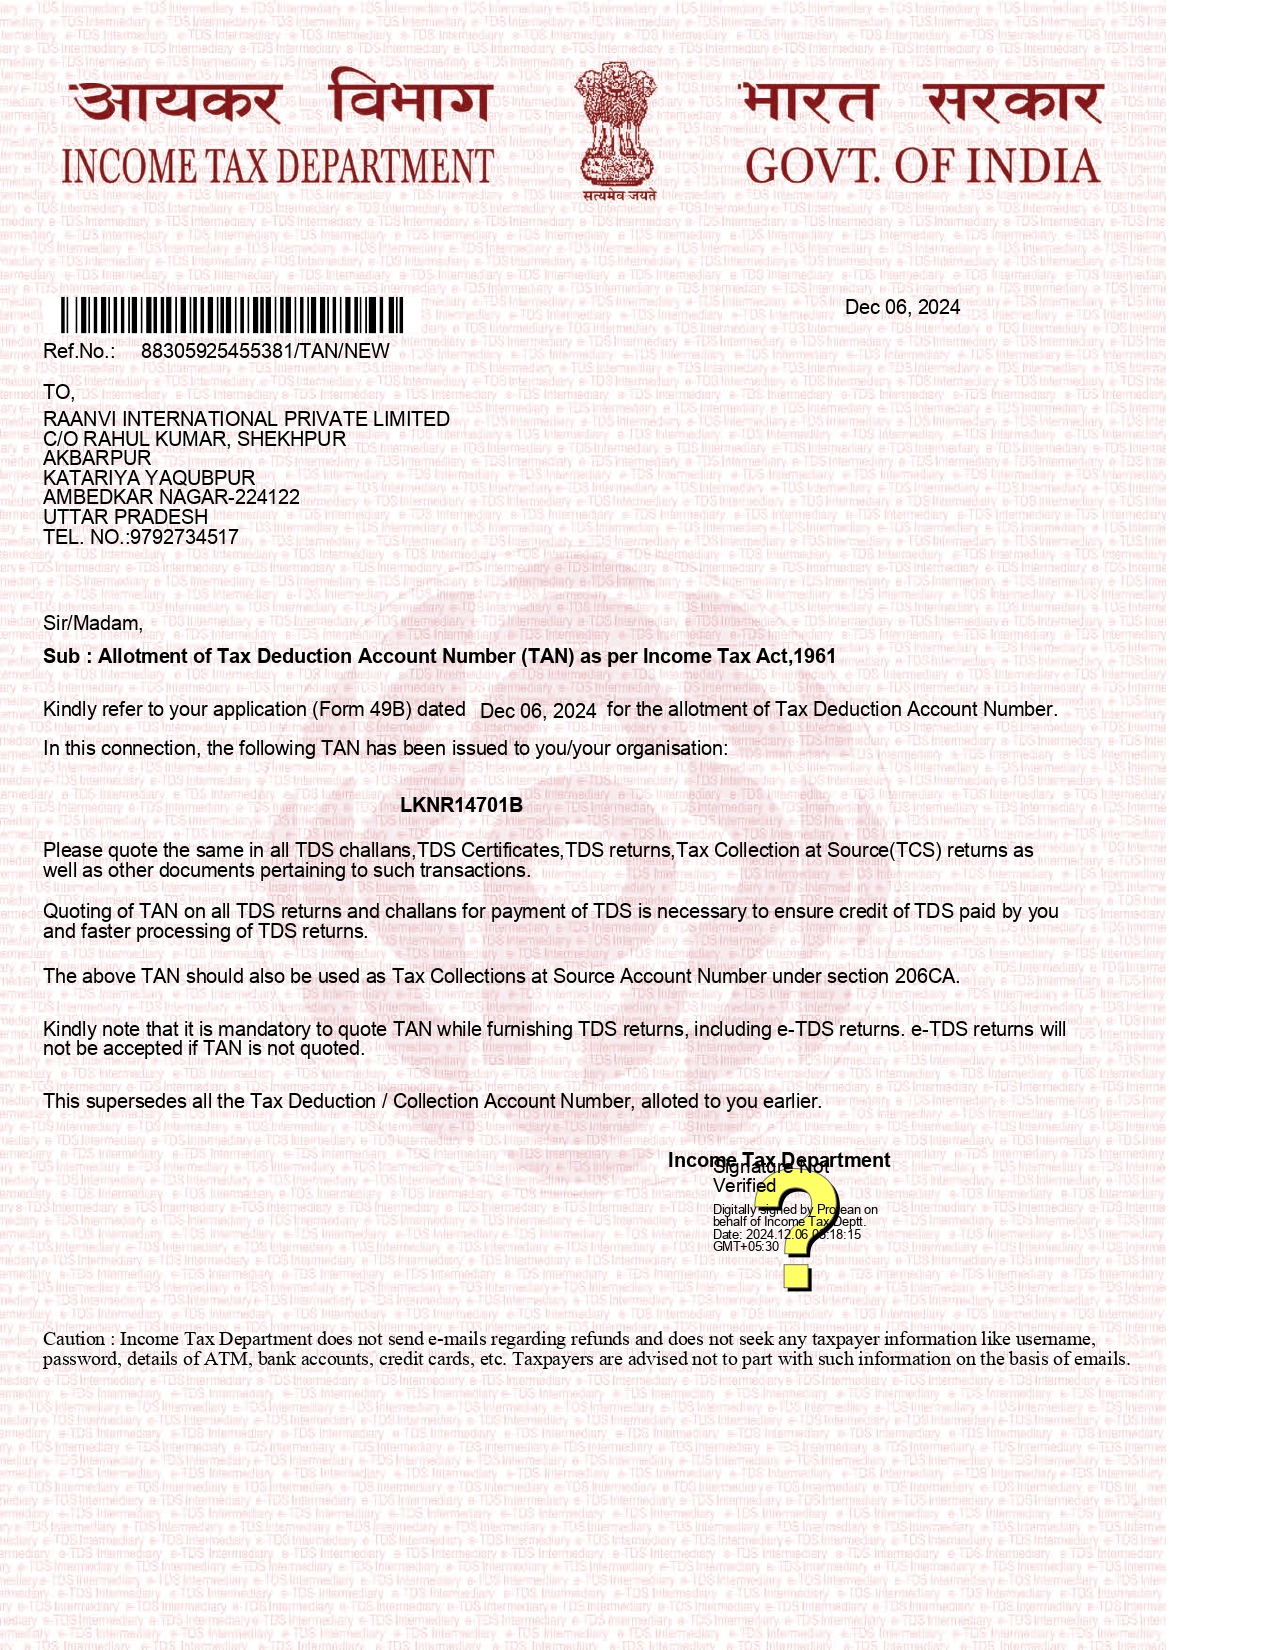 आयकर विभाग
भारत सरकार
INCOME TAX DEPARTMENT
GOVT. OF INDIA
सत्यमेव जयते
Dec 06, 2024
Ref.No.: 88305925455381/TAN/NEW
TO,
RAANVI INTERNATIONAL PRIVATE LIMITED
C/O RAHUL KUMAR, SHEKHPUR
AKBARPUR
KATARIYA YAQUBPUR
AMBEDKAR NAGAR-224122
UTTAR PRADESH
TEL. NO.:9792734517
Sir/Madam,
Sub : Allotment of Tax Deduction Account Number (TAN) as per Income Tax Act,1961
Kindly refer to your application (Form 49B) dated Dec 06, 2024 for the allotment of Tax Deduction Account Number.
In this connection, the following TAN has been issued to you/your organisation:
LKNR14701B
Please quote the same in all TDS challans,TDS Certificates,TDS returns,Tax Collection at Source(TCS) returns as
well as other documents pertaining to such transactions.
Quoting of TAN on all TDS returns and challans for payment of TDS is necessary to ensure credit of TDS paid by you
and faster processing of TDS returns.
The above TAN should also be used as Tax Collections at Source Account Number under section 206CA.
Kindly note that it is mandatory to quote TAN while furnishing TDS returns, including e-TDS returns. e-TDS returns will
not be accepted if TAN is not quoted.
This supersedes all the Tax Deduction / Collection Account Number, alloted to you earlier.
Income Tax Department
Signature Not
Verified
Digitally signed by Protean on
behalf of Income Tax Deptt.
Date: 2024.12.06
GMT+05:30
Caution : Income Tax Department does not send e-mails regarding refunds and does not seek any taxpayer information like username,
password, details of ATM, bank accounts, credit cards, etc. Taxpayers are advised not to part with such information on the basis of emails.